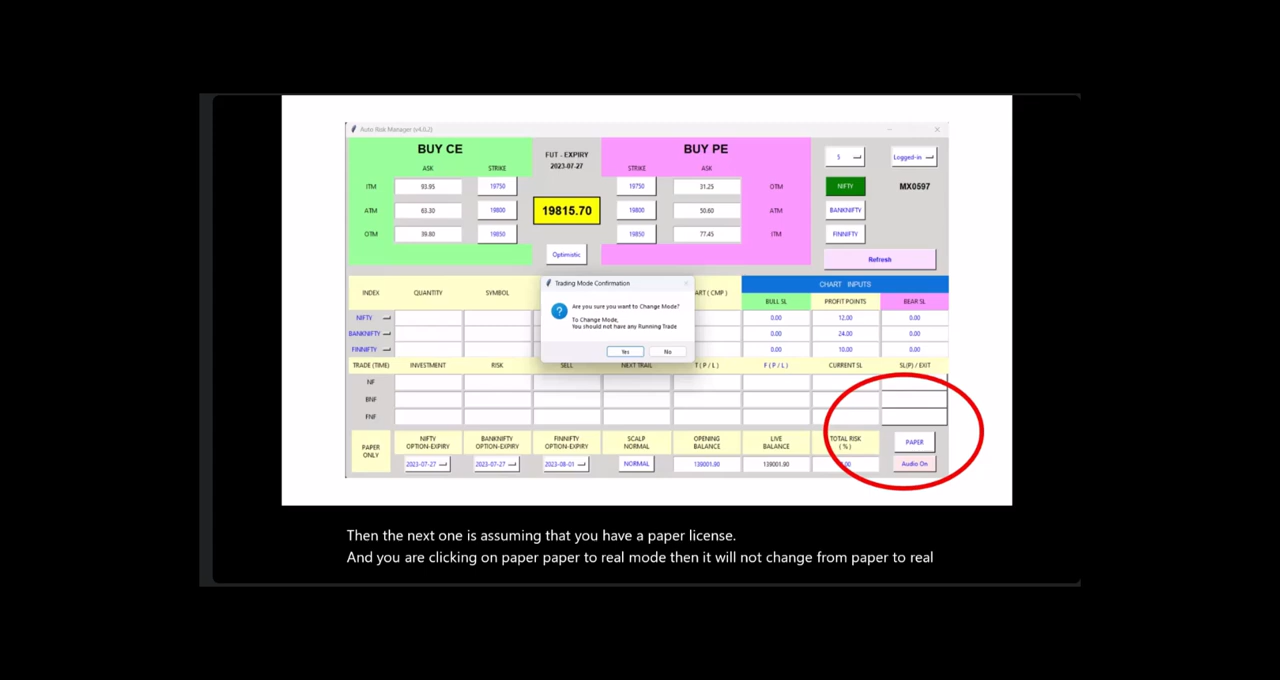 Auto Risk Manager (v4.0.2)
BUY CE
FUT - EXPIRY
2023-07-27
BUY PE
5
Logged-in
ASK STRIKE STRIKE ASK
ITM 93.95 19750 19750 31.25 OTM NIFTY MX0597
ATM 63.30 19800 19815.70 19800 50.60 ATM BANKNIFTY
OTM 39.80 19850 19850 77.45 ITM FINNIFTY
Optimatic
Refresh
Trading Mode Confirmation
Are you sure you want to Change Mode?
To Change Mode,
You should not have any Running Trade
Yes No
INDEX QUANTITY SYMBOL ART ( CMP )
CHART INPUTS
BULL SL PROFIT POINTS BEAR SL
NIFTY 0.00 12.00 0.00
BANKNIFTY 0.00 24.00 0.00
FINNIFTY 0.00 10.00 0.00
TRADE (TIME) INVESTMENT RISK SELL NEXT TRAIL T ( P / L ) F ( P / L ) CURRENT SL SL(P) / EXIT
NF
BNF
FNF
PAPER
ONLY
NIFTY
OPTION-EXPIRY
BANKNIFTY
OPTION-EXPIRY
FINNIFTY
OPTION-EXPIRY
SCALP
NORMAL
OPENING
BALANCE
LIVE
BALANCE
TOTAL RISK
( % )
PAPER
2023-07-27 2023-07-27 2023-08-01 NORMAL 139001.90 139001.90 Audio On
Then the next one is assuming that you have a paper license.
And you are clicking on paper paper to real mode then it will not change from paper to real